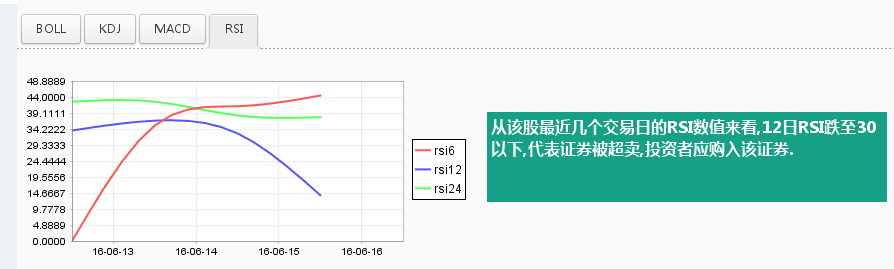 BOLL KDJ MACD RSI
48.8889
44.0000
39.1111
34.2222
29.3333
24.4444
19.5556
14.6667
9.7778
4.8889
0.0000
16-06-13 16-06-14 16-06-15 16-06-16
rsi6
rsi12
rsi24
从该股最近几个交易日的RSI数值来看,12日RSI跌至30
以下,代表证券被超卖,投资者应购入该证券.